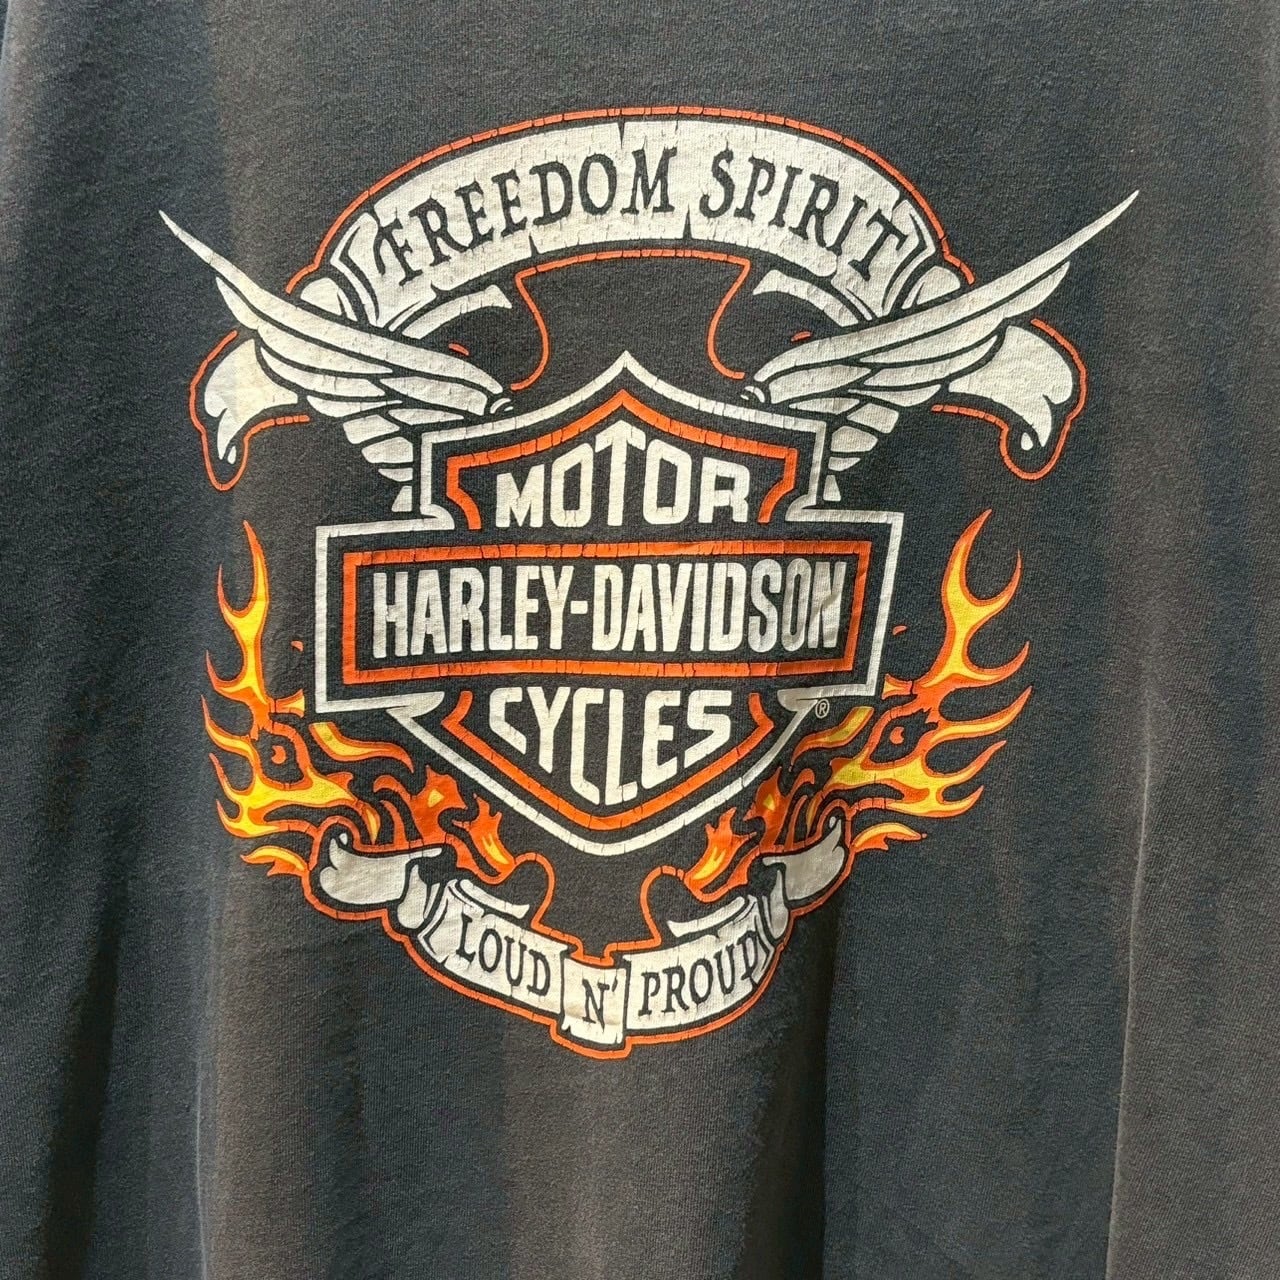 FREEDOM SPIRIT
MOTOR
HARLEY-DAVIDSON
CYCLES
®
LOUD N' PROUD